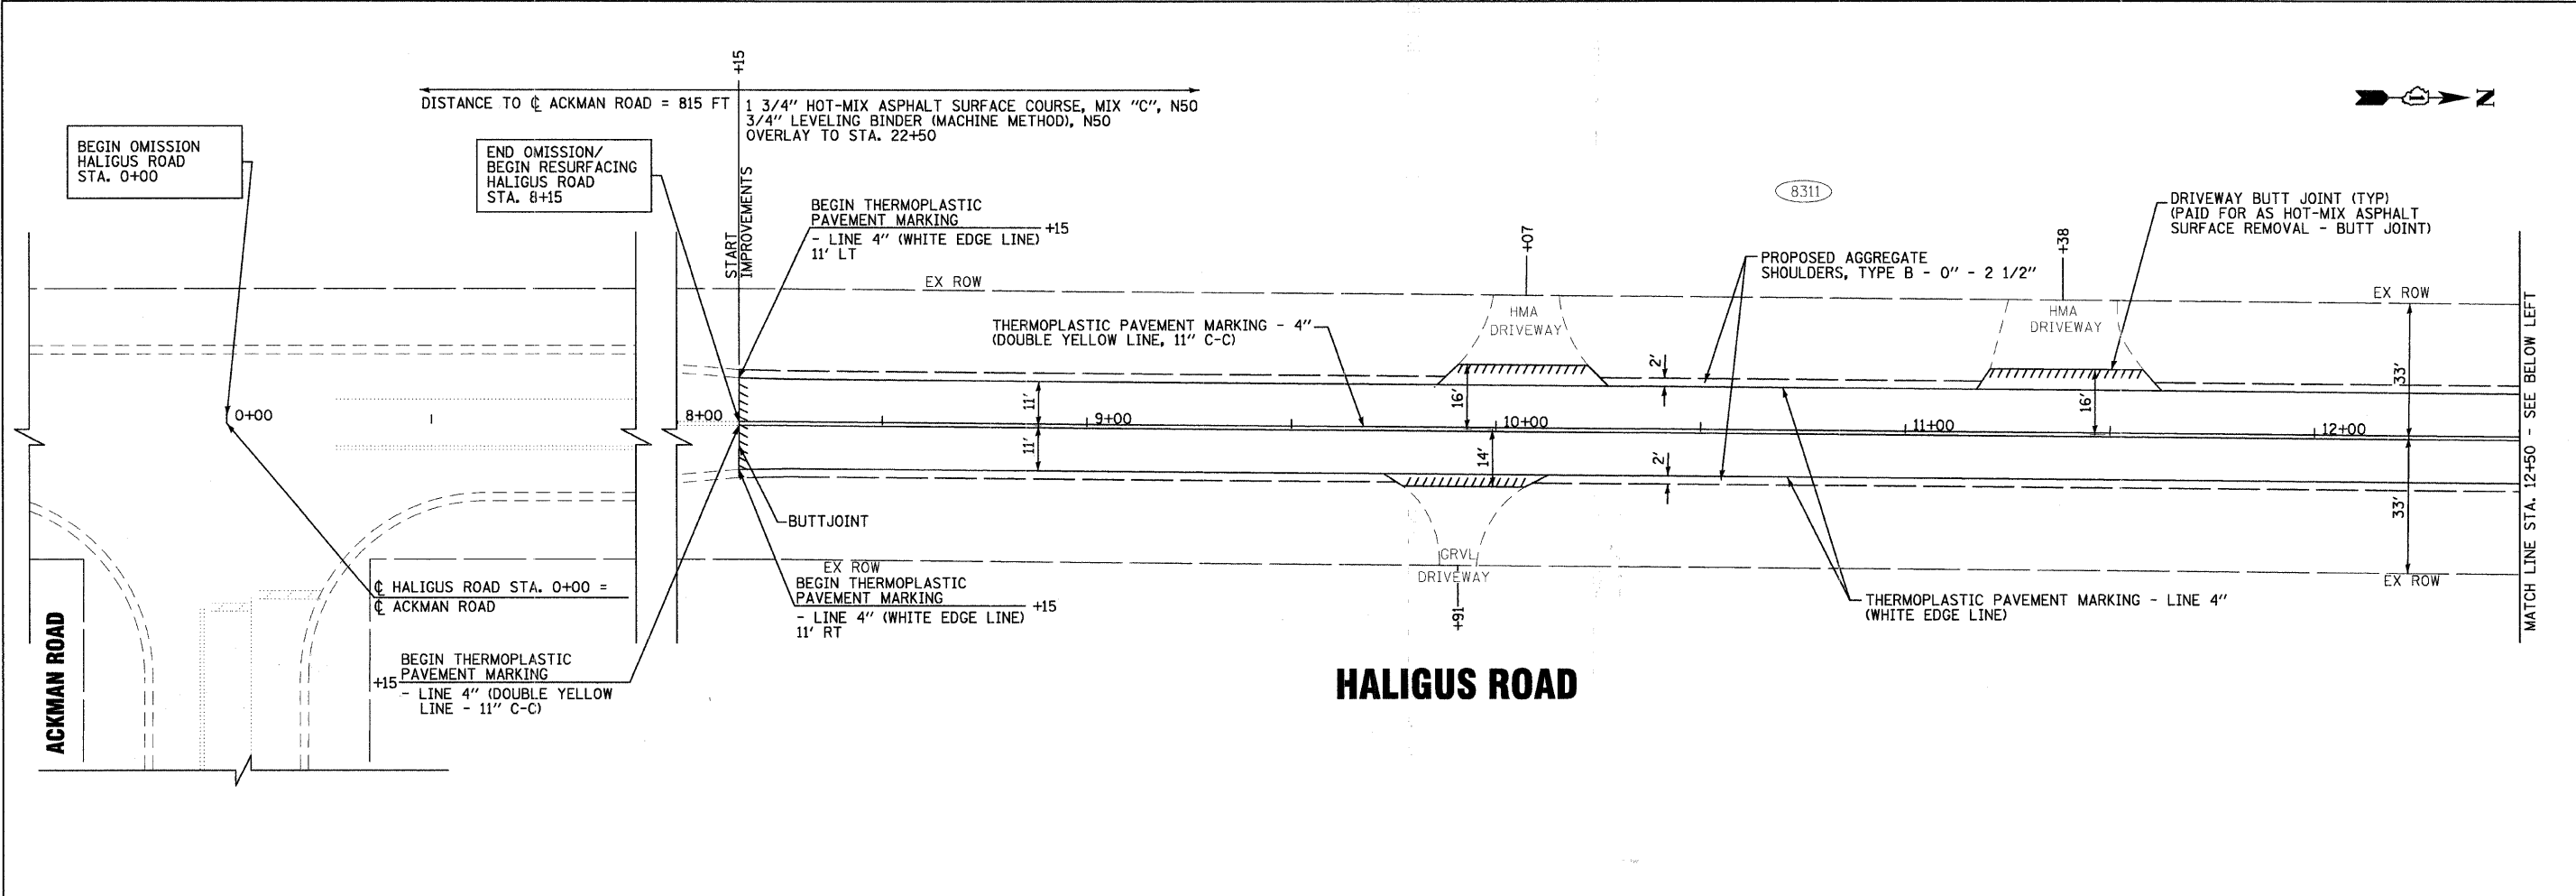 +15
DISTANCE TO ℄ ACKMAN ROAD = 815 FT
1 3/4" HOT-MIX ASPHALT SURFACE COURSE, MIX "C", N50
3/4" LEVELING BINDER (MACHINE METHOD), N50
OVERLAY TO STA. 22+50
N
BEGIN OMISSION
HALIGUS ROAD
STA. 0+00
END OMISSION/
BEGIN RESURFACING
HALIGUS ROAD
STA. 8+15
START
IMPROVEMENTS
BEGIN THERMOPLASTIC
PAVEMENT MARKING
+15
- LINE 4" (WHITE EDGE LINE)
11' LT
8311
DRIVEWAY BUTT JOINT (TYP)
(PAID FOR AS HOT-MIX ASPHALT
SURFACE REMOVAL - BUTT JOINT)
+07
+38
PROPOSED AGGREGATE
SHOULDERS, TYPE B - 0" - 2 1/2"
EX ROW
EX ROW
THERMOPLASTIC PAVEMENT MARKING - 4"
(DOUBLE YELLOW LINE, 11" C-C)
HMA
DRIVEWAY
HMA
DRIVEWAY
2'
33'
11'
16'
16'
0+00
8+00
9+00
10+00
11+00
12+00
11'
14'
2'
33'
MATCH LINE STA. 12+50 - SEE BELOW LEFT
BUTTJOINT
GRVL
DRIVEWAY
+91
EX ROW
EX ROW
℄ HALIGUS ROAD STA. 0+00 =
℄ ACKMAN ROAD
BEGIN THERMOPLASTIC
PAVEMENT MARKING
+15
- LINE 4" (WHITE EDGE LINE)
11' RT
THERMOPLASTIC PAVEMENT MARKING - LINE 4"
(WHITE EDGE LINE)
ACKMAN ROAD
BEGIN THERMOPLASTIC
+15 PAVEMENT MARKING
- LINE 4" (DOUBLE YELLOW
LINE - 11" C-C)
HALIGUS ROAD